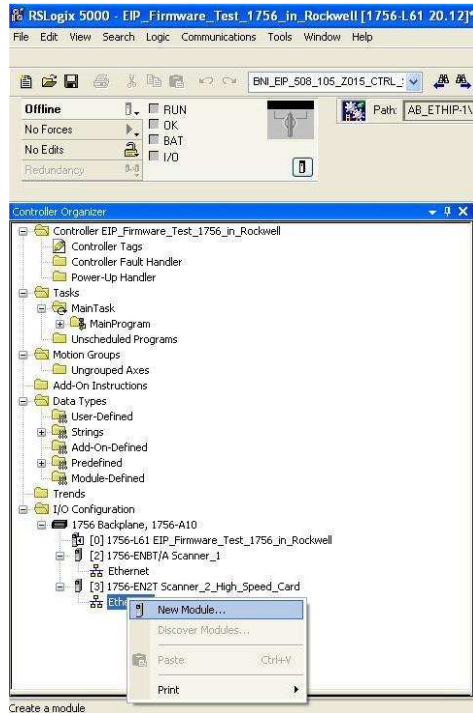 RSLogix 5000 - EIP_Firmware_Test_1756_in_Rockwell [1756-L61 20.12]*
File Edit View Search Logic Communications Tools Window Help
BNI_EIP_508_105_Z015_CTRL_:
Offline
RUN
No Forces
OK
No Edits
BAT
Redundancy
I/O
Path: AB_ETHIP-1\
Controller Organizer
Controller EIP_Firmware_Test_1756_in_Rockwell
Controller Tags
Controller Fault Handler
Power-Up Handler
Tasks
MainTask
MainProgram
Unscheduled Programs
Motion Groups
Ungrouped Axes
Add-On Instructions
Data Types
User-Defined
Strings
Add-On-Defined
Predefined
Module-Defined
Trends
I/O Configuration
1756 Backplane, 1756-A10
[0] 1756-L61 EIP_Firmware_Test_1756_in_Rockwell
[2] 1756-ENBT/A Scanner_1
Ethernet
[3] 1756-EN2T Scanner_2_High_Speed_Card
Ethe
New Module...
Discover Modules...
Paste Ctrl+V
Print
Create a module